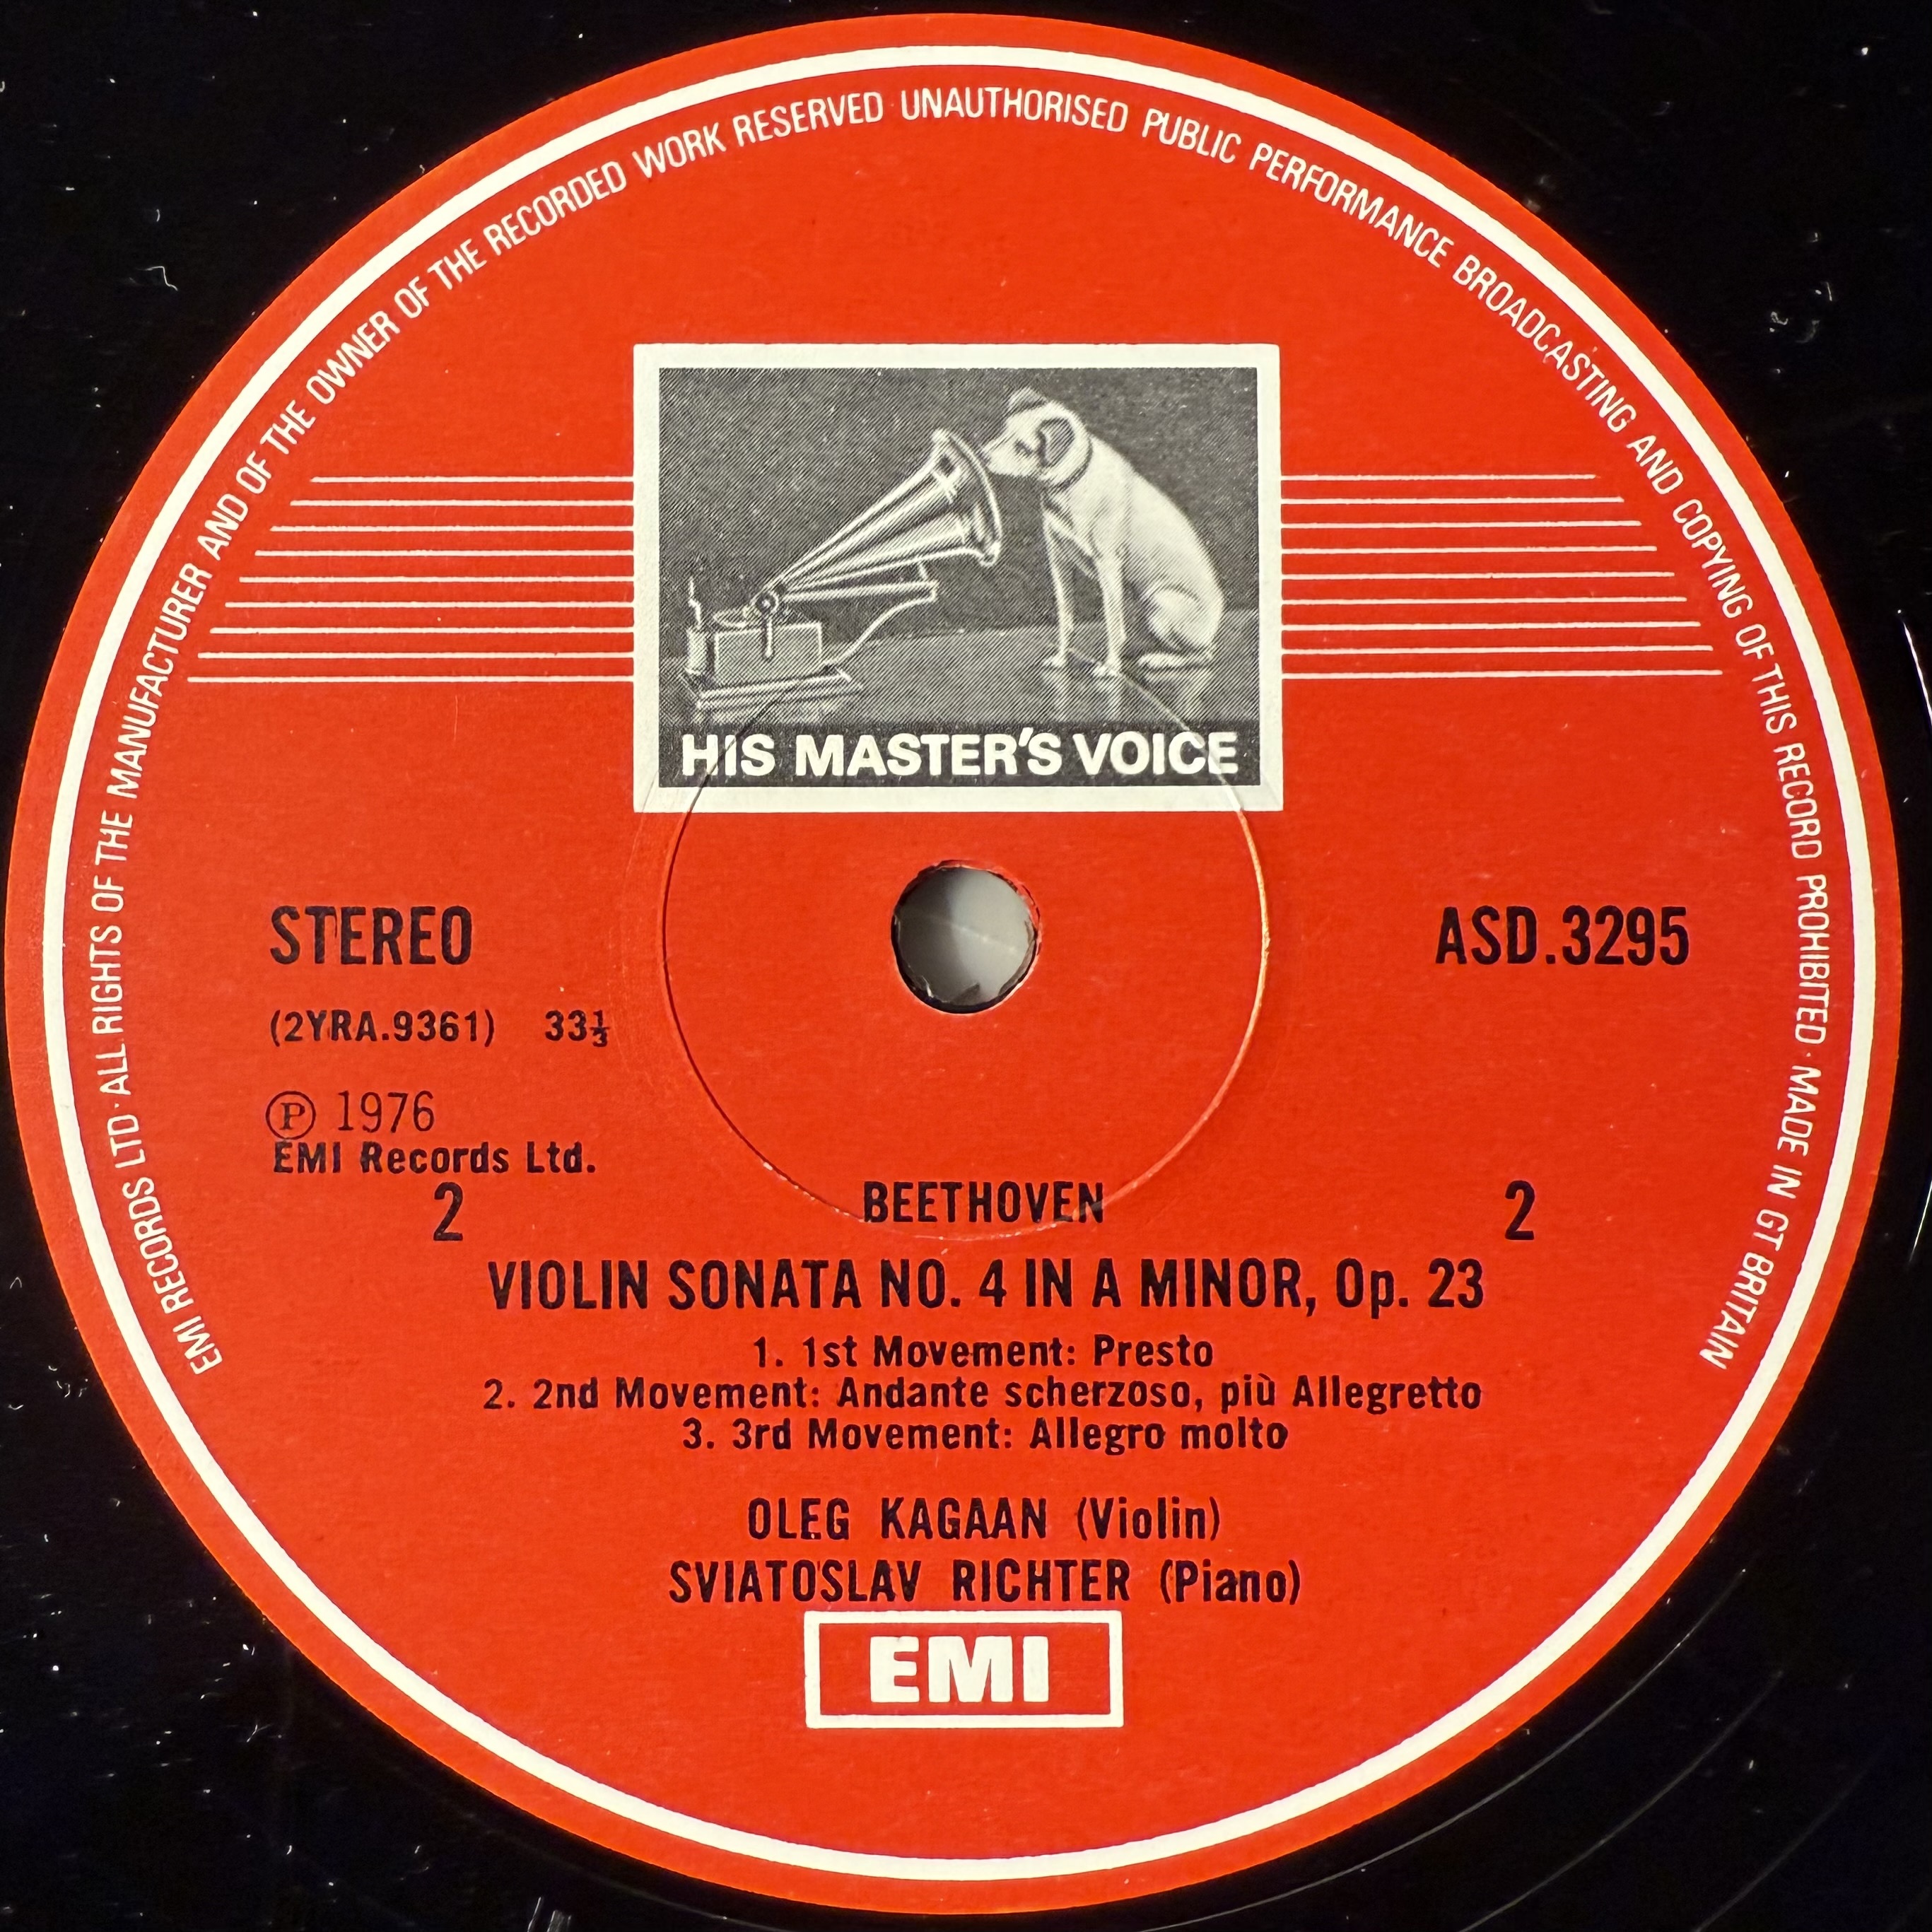 EMI RECORDS LTD · ALL RIGHTS OF THE MANUFACTURER AND OF THE OWNER OF THE RECORDED WORK RESERVED UNAUTHORISED PUBLIC PERFORMANCE BROADCASTING AND COPYING OF THIS RECORD PROHIBITED · MADE IN GT BRITAIN
HIS MASTER'S VOICE
STEREO
ASD.3295
(2YRA.9361) 33⅓
℗ 1976
EMI Records Ltd.
2 BEETHOVEN 2
VIOLIN SONATA NO. 4 IN A MINOR, Op. 23
1. 1st Movement: Presto
2. 2nd Movement: Andante scherzoso, più Allegretto
3. 3rd Movement: Allegro molto
OLEG KAGAAN (Violin)
SVIATOSLAV RICHTER (Piano)
EMI